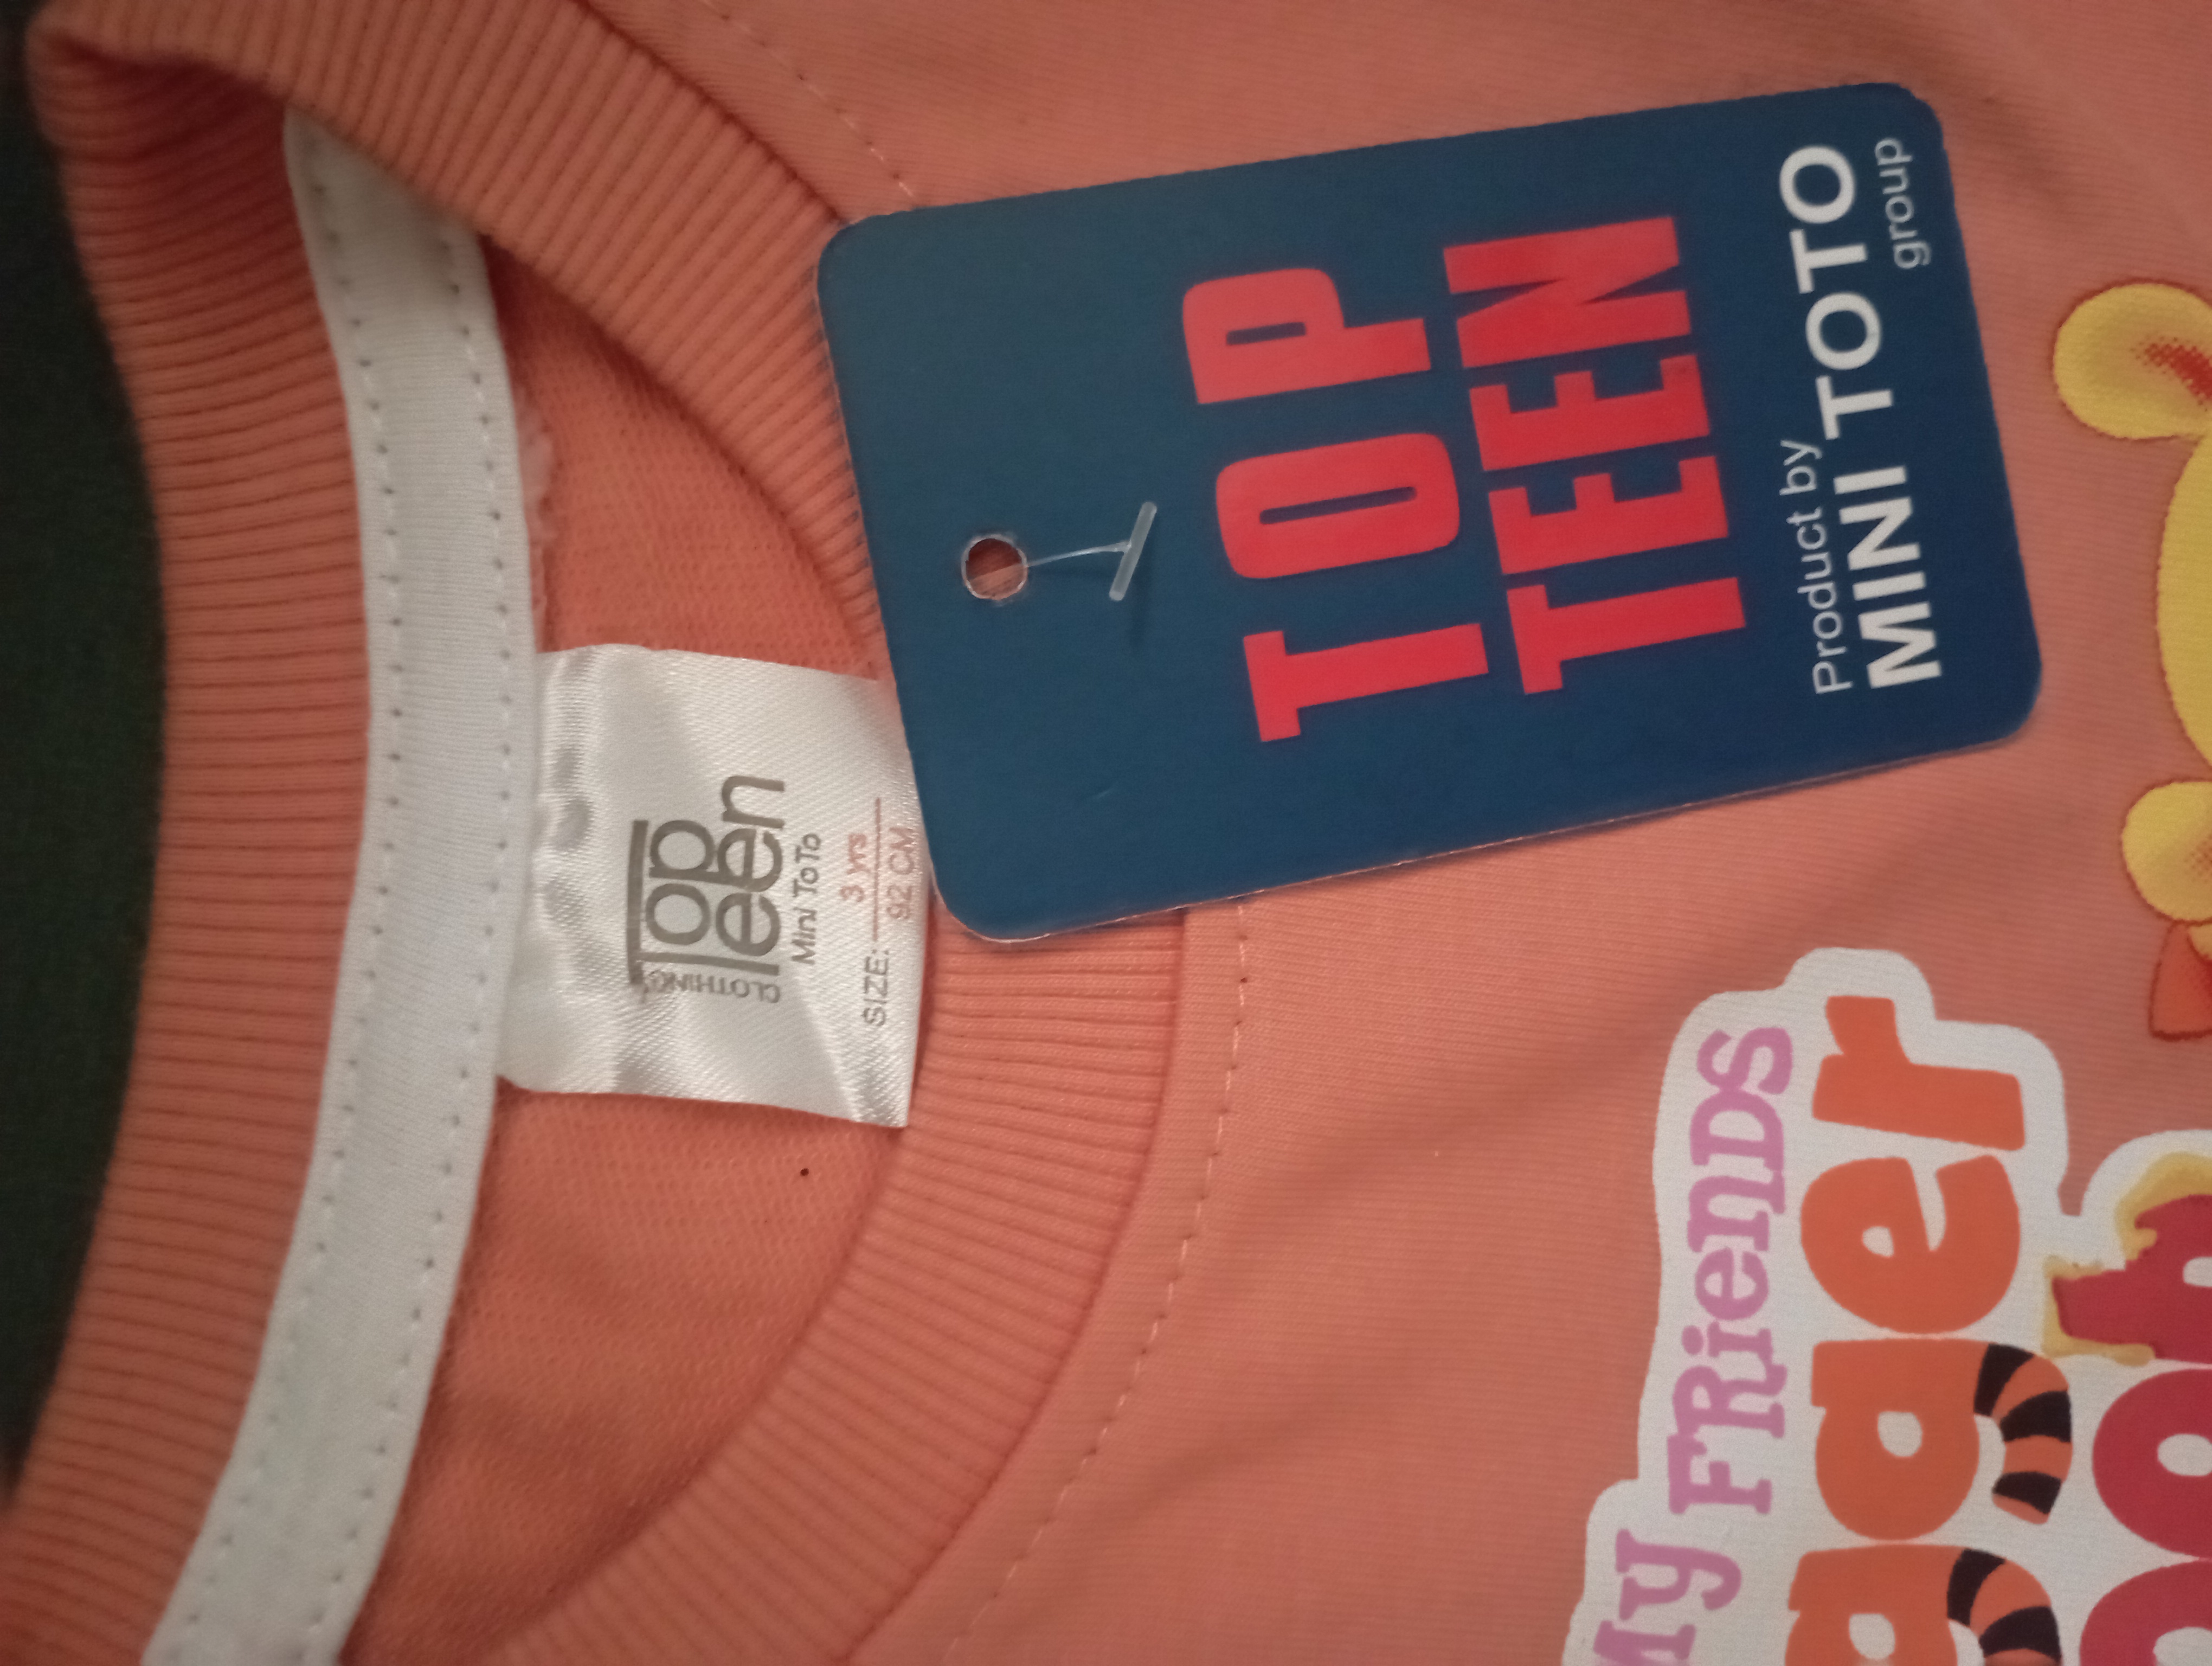 TOP
TEEN
Product by
MINI TOTO
group
Top
Teen
CLOTHING
Mini ToTo
SIZE: 3 yrs
92 CM
My FRienDS